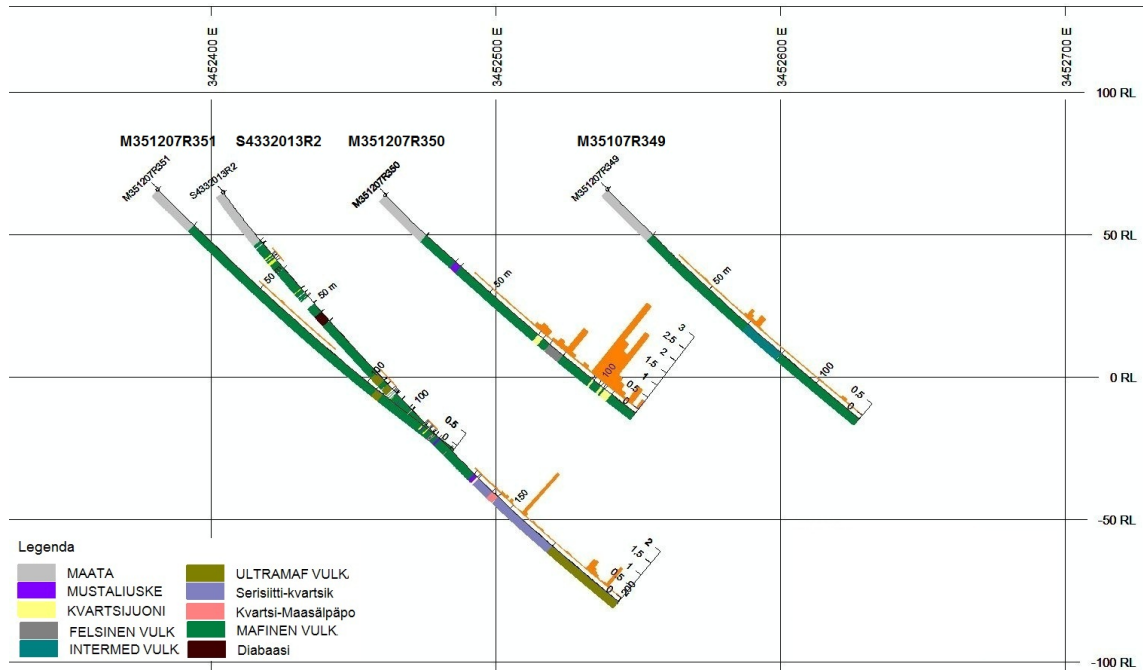 3452400 E
3452500 E
3452600 E
3452700 E
100 RL
M351207R351 S4332013R2 M351207R350 M35107R349
M351207R351
S4332013R2
M351207R350
M351207R349
50 RL
50
50 m
50 m
50 m
3
2.5
2
1.5
1
0.5
0
100
0 RL
100
100
0.5
0
0.5
0
150
-50 RL
2
1.5
1
0.5
0
200
Legenda
MAATA
ULTRAMAF VULK.
MUSTALIUSKE
Serisiitti-kvartsik
KVARTSIJUONI
Kvartsi-Maasälpäpo
FELSINEN VULK
MAFINEN VULK.
INTERMED VULK
Diabaasi
-100 RL